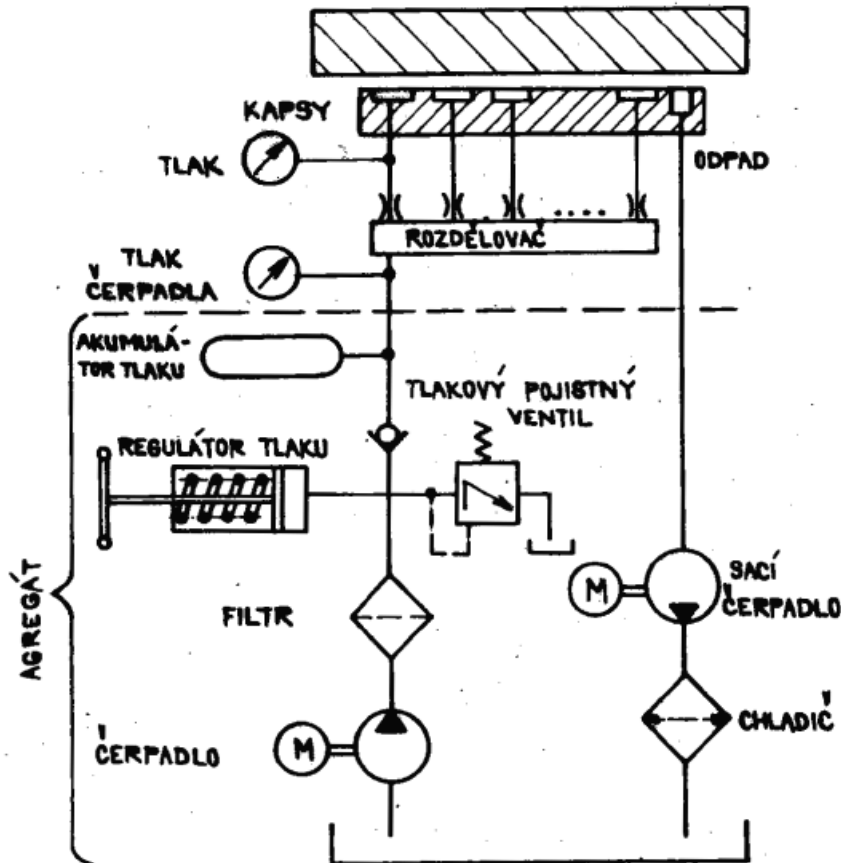 KAPSY
TLAK
ODPAD
ROZDĚLOVAČ
TLAK
ČERPADLA
AKUMULÁ-
TOR TLAKU
TLAKOVÝ POJISTNÝ
VENTIL
REGULÁTOR TLAKU
AGREGÁT
FILTR
M
SACÍ
ČERPADLO
M
ČERPADLO
CHLADIČ